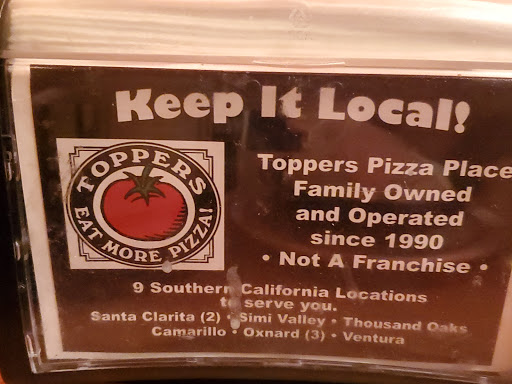 Keep It Local!
TOPPERS
EAT MORE PIZZA!
Toppers Pizza Place
Family Owned
and Operated
since 1990
• Not A Franchise •
9 Southern California Locations
to serve you.
Santa Clarita (2) • Simi Valley • Thousand Oaks
Camarillo • Oxnard (3) • Ventura